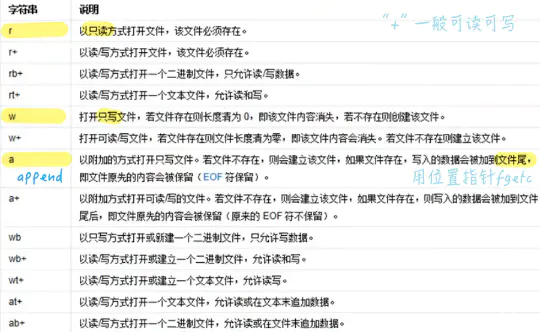 字符串 说明
"+"一般可读可写
r 以只读方式打开文件，该文件必须存在。
r+ 以读/写方式打开文件，该文件必须存在。
rb+ 以读/写方式打开一个二进制文件，只允许读/写数据。
rt+ 以读/写方式打开一个文本文件，允许读和写。
w 打开只写文件，若文件存在则长度清为 0，即该文件内容消失，若不存在则创建该文件。
w+ 打开可读/写文件，若文件存在则文件长度清为零，即该文件内容会消失。若文件不存在则建立该文件。
a 以附加的方式打开只写文件。若文件不存在，则会建立该文件，如果文件存在，写入的数据会被加到文件尾，
append 即文件原先的内容会被保留（EOF 符保留）。 用位置指针fgetc
a+ 以附加方式打开可读/写的文件。若文件不存在，则会建立该文件，如果文件存在，则写入的数据会被加到文件
尾后，即文件原先的内容会被保留（原来的 EOF 符不保留）。
wb 以只写方式打开或新建一个二进制文件，只允许写数据。
wb+ 以读/写方式打开或建立一个二进制文件，允许读和写。
wt+ 以读/写方式打开或建立一个文本文件，允许读写。
at+ 以读/写方式打开一个文本文件，允许读或在文本末追加数据。
ab+ 以读/写方式打开一个二进制文件，允许读或在文件末追加数据。